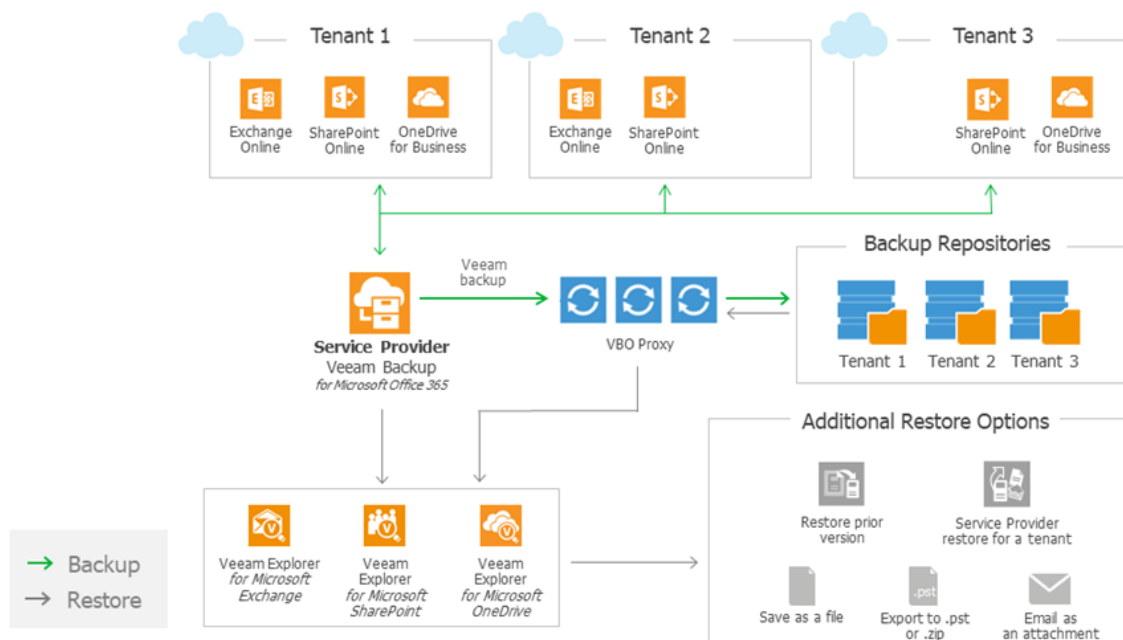 Tenant 1
Exchange
Online
SharePoint
Online
OneDrive
for Business
Tenant 2
Exchange
Online
SharePoint
Online
Tenant 3
SharePoint
Online
OneDrive
for Business
Veeam
backup
Service Provider
Veeam Backup
for Microsoft Office 365
VBO Proxy
Backup Repositories
Tenant 1
Tenant 2
Tenant 3
Additional Restore Options
Restore prior
version
Service Provider
restore for a tenant
Save as a file
.pst
Export to .pst
or .zip
Email as
an attachment
Veeam Explorer
for Microsoft
Exchange
Veeam
Explorer
for Microsoft
SharePoint
Veeam
Explorer
for Microsoft
OneDrive
Backup
Restore